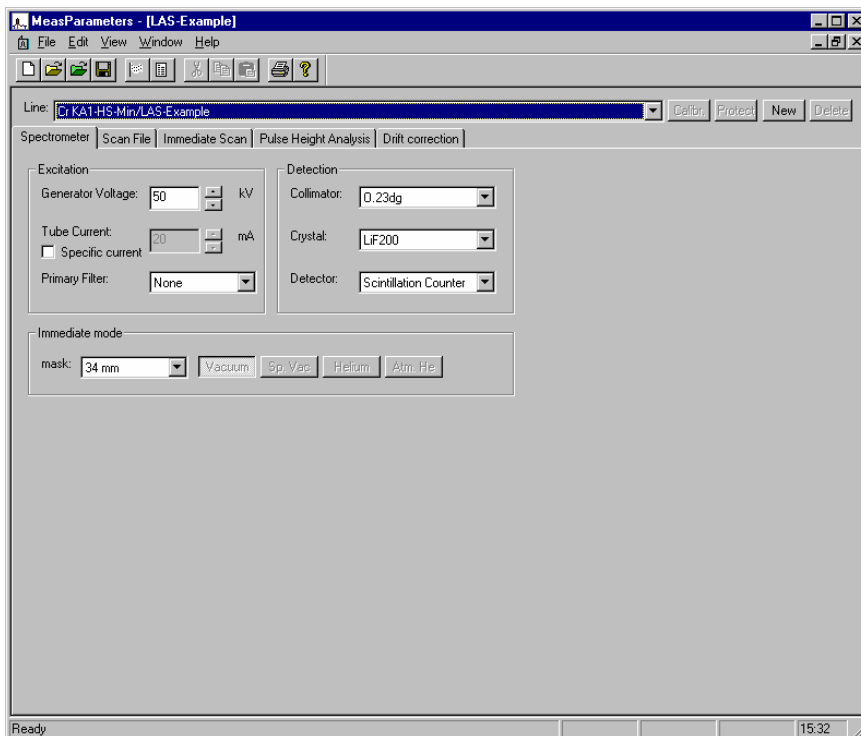 MeasParameters - [LAS-Example]
File Edit View Window Help
Line: Cr KA1-HS-Min/LAS-Example Calibr. Protect New Delete
Spectrometer Scan File Immediate Scan Pulse Height Analysis Drift correction
Excitation
Generator Voltage: 50 kV
Tube Current: 20 mA
Specific current
Primary Filter: None
Detection
Collimator: 0.23dg
Crystal: LiF200
Detector: Scintillation Counter
Immediate mode
mask: 34 mm Vacuum Sp. Vac Helium Atm. He
Ready 15:32